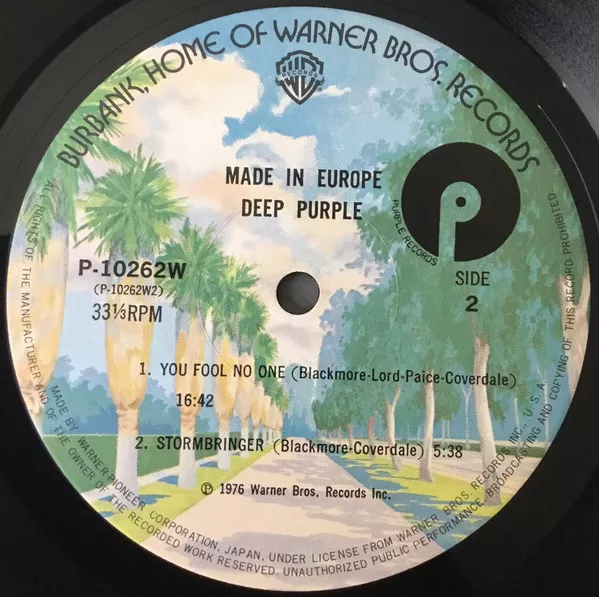 BURBANK, HOME OF WARNER BROS. RECORDS
RECORDS
MADE IN EUROPE
DEEP PURPLE
P
PURPLE RECORDS
P-10262W
(P-10262W2)
33⅓RPM
SIDE
2
1. YOU FOOL NO ONE (Blackmore-Lord-Paice-Coverdale)
16:42
2. STORMBRINGER (Blackmore-Coverdale) 5:38
Ⓟ 1976 Warner Bros. Records Inc.
MADE BY WARNER-PIONEER CORPORATION, JAPAN, UNDER LICENSE FROM WARNER BROS. RECORDS INC., U.S.A.
ALL RIGHTS OF THE MANUFACTURER AND OF THE OWNER OF THE RECORDED WORK RESERVED. UNAUTHORIZED PUBLIC PERFORMANCE, BROADCASTING AND COPYING OF THIS RECORD PROHIBITED